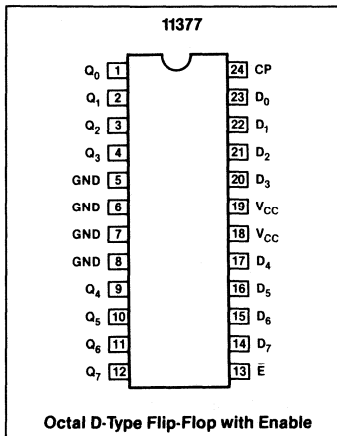 11377
Q₀ 1 24 CP
Q₁ 2 23 D₀
Q₂ 3 22 D₁
Q₃ 4 21 D₂
GND 5 20 D₃
GND 6 19 V_CC
GND 7 18 V_CC
GND 8 17 D₄
Q₄ 9 16 D₅
Q₅ 10 15 D₆
Q₆ 11 14 D₇
Q₇ 12 13 E̅
Octal D-Type Flip-Flop with Enable